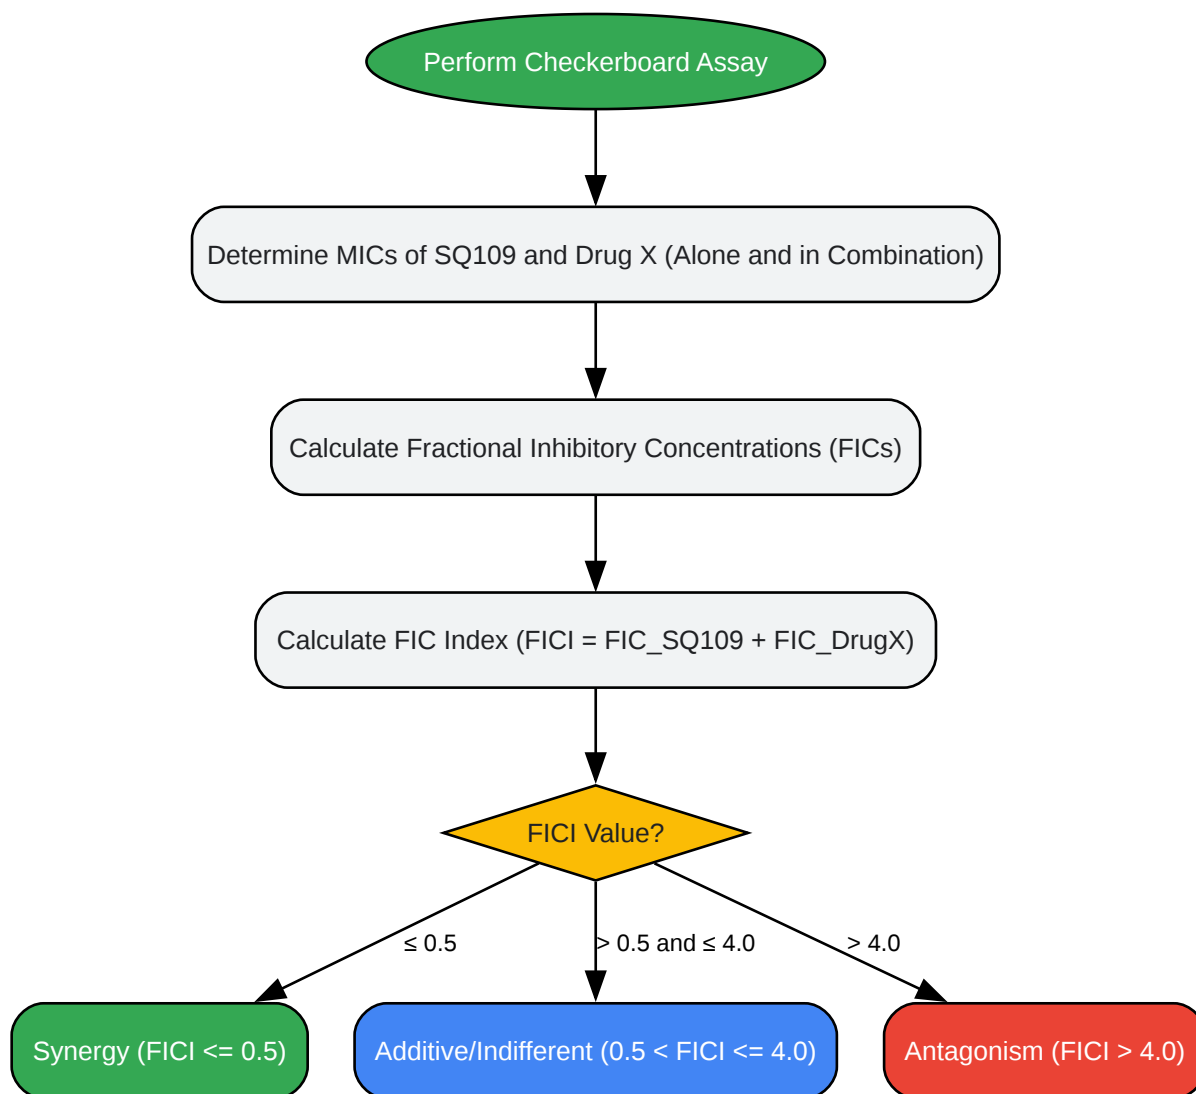 Perform Checkerboard Assay
Determine MICs of SQ109 and Drug X (Alone and in Combination)
Calculate Fractional Inhibitory Concentrations (FICs)
Calculate FIC Index (FICI = FIC_SQ109 + FIC_DrugX)
FICI Value?
≤ 0.5
> 0.5 and ≤ 4.0
> 4.0
Synergy (FICI <= 0.5)
Additive/Indifferent (0.5 < FICI <= 4.0)
Antagonism (FICI > 4.0)